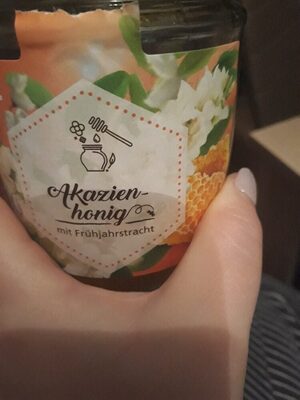 Akazien-
honig
mit Frühjahrstracht